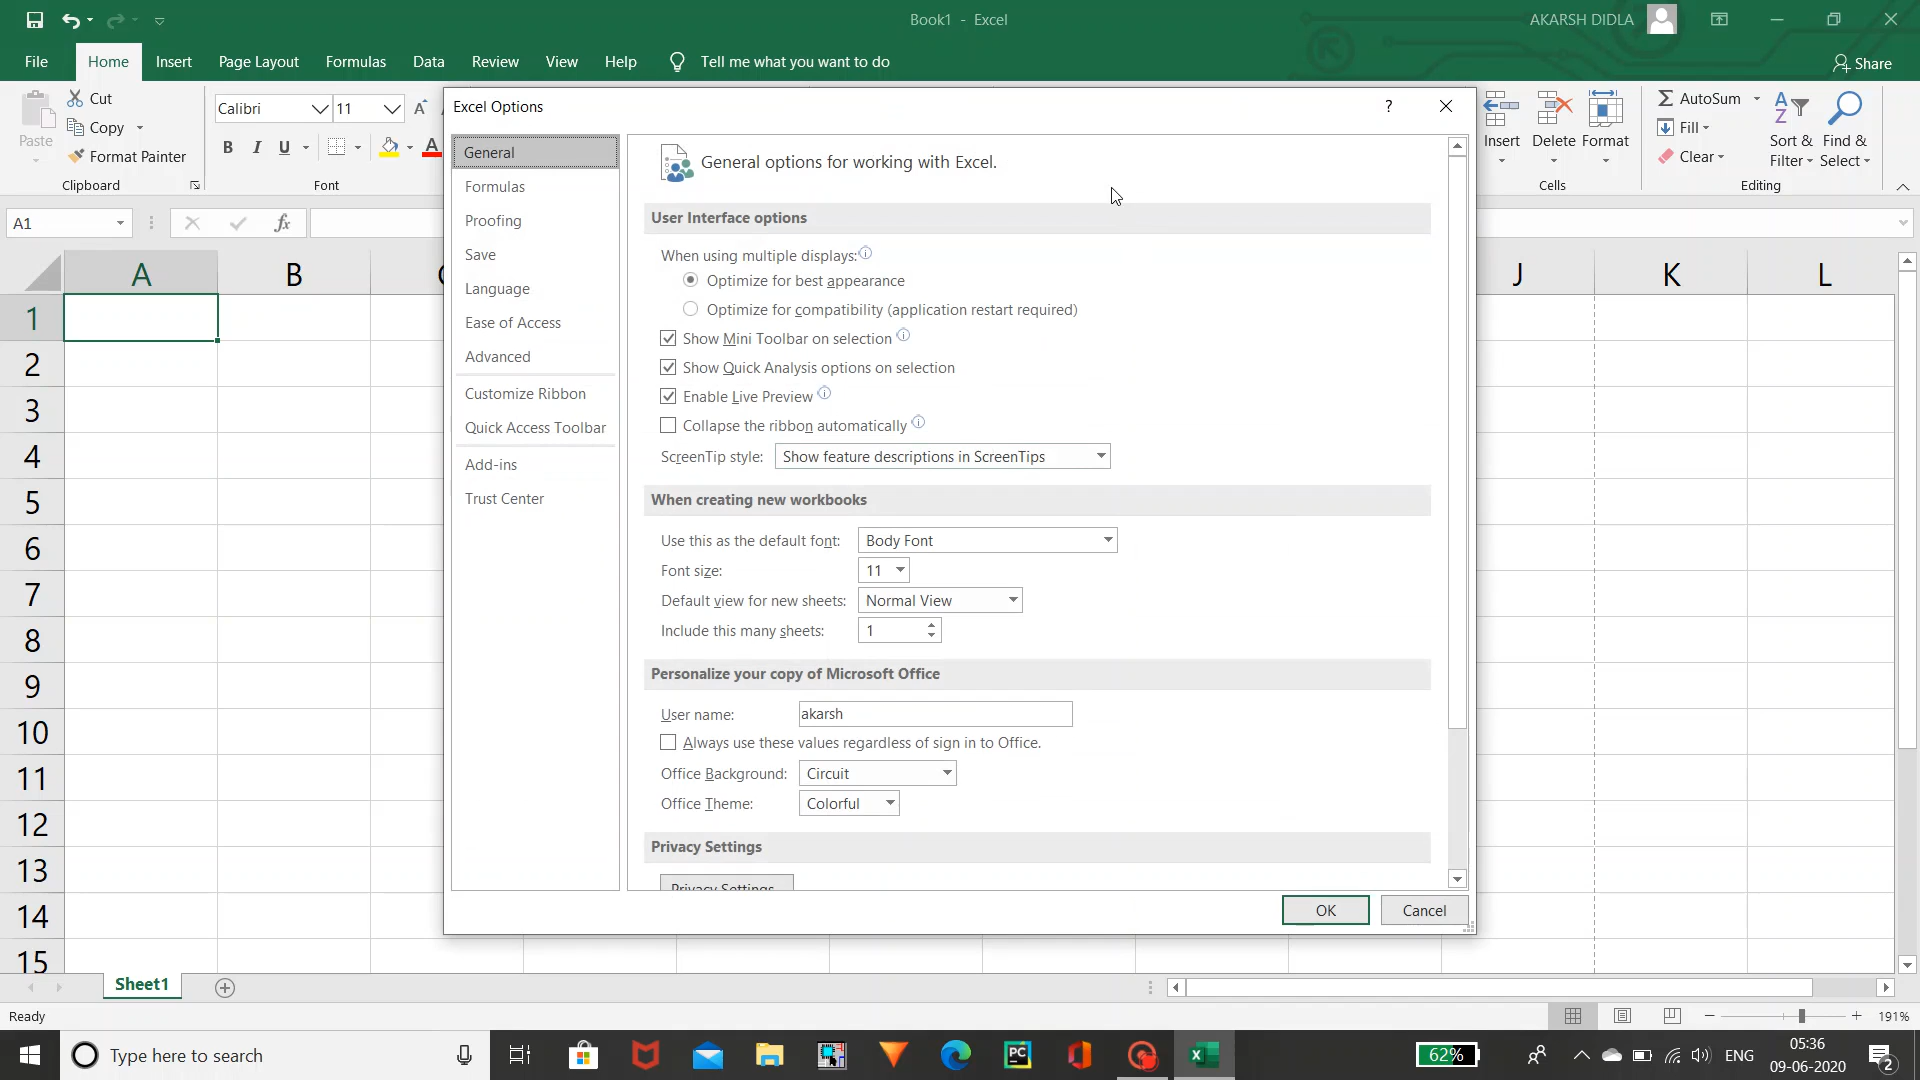 Book1 - Excel
AKARSH DIDLA
File Home Insert Page Layout Formulas Data Review View Help Tell me what you want to do
Share
Paste
Cut
Copy
Format Painter
Clipboard
Calibri 11
B I U
Font
Insert Delete Format
Cells
AutoSum
Fill
Clear
Sort & Filter
Find & Select
Editing
A1
fx
A B J K L
1
2
3
4
5
6
7
8
9
10
11
12
13
14
15
Excel Options
?
General
Formulas
Proofing
Save
Language
Ease of Access
Advanced
Customize Ribbon
Quick Access Toolbar
Add-ins
Trust Center
General options for working with Excel.
User Interface options
When using multiple displays:
Optimize for best appearance
Optimize for compatibility (application restart required)
Show Mini Toolbar on selection
Show Quick Analysis options on selection
Enable Live Preview
Collapse the ribbon automatically
ScreenTip style: Show feature descriptions in ScreenTips
When creating new workbooks
Use this as the default font: Body Font
Font size: 11
Default view for new sheets: Normal View
Include this many sheets: 1
Personalize your copy of Microsoft Office
User name: akarsh
Always use these values regardless of sign in to Office.
Office Background: Circuit
Office Theme: Colorful
Privacy Settings
Privacy Settings
OK Cancel
Sheet1
Ready
191%
Type here to search
PC
62%
ENG
05:36
09-06-2020
2